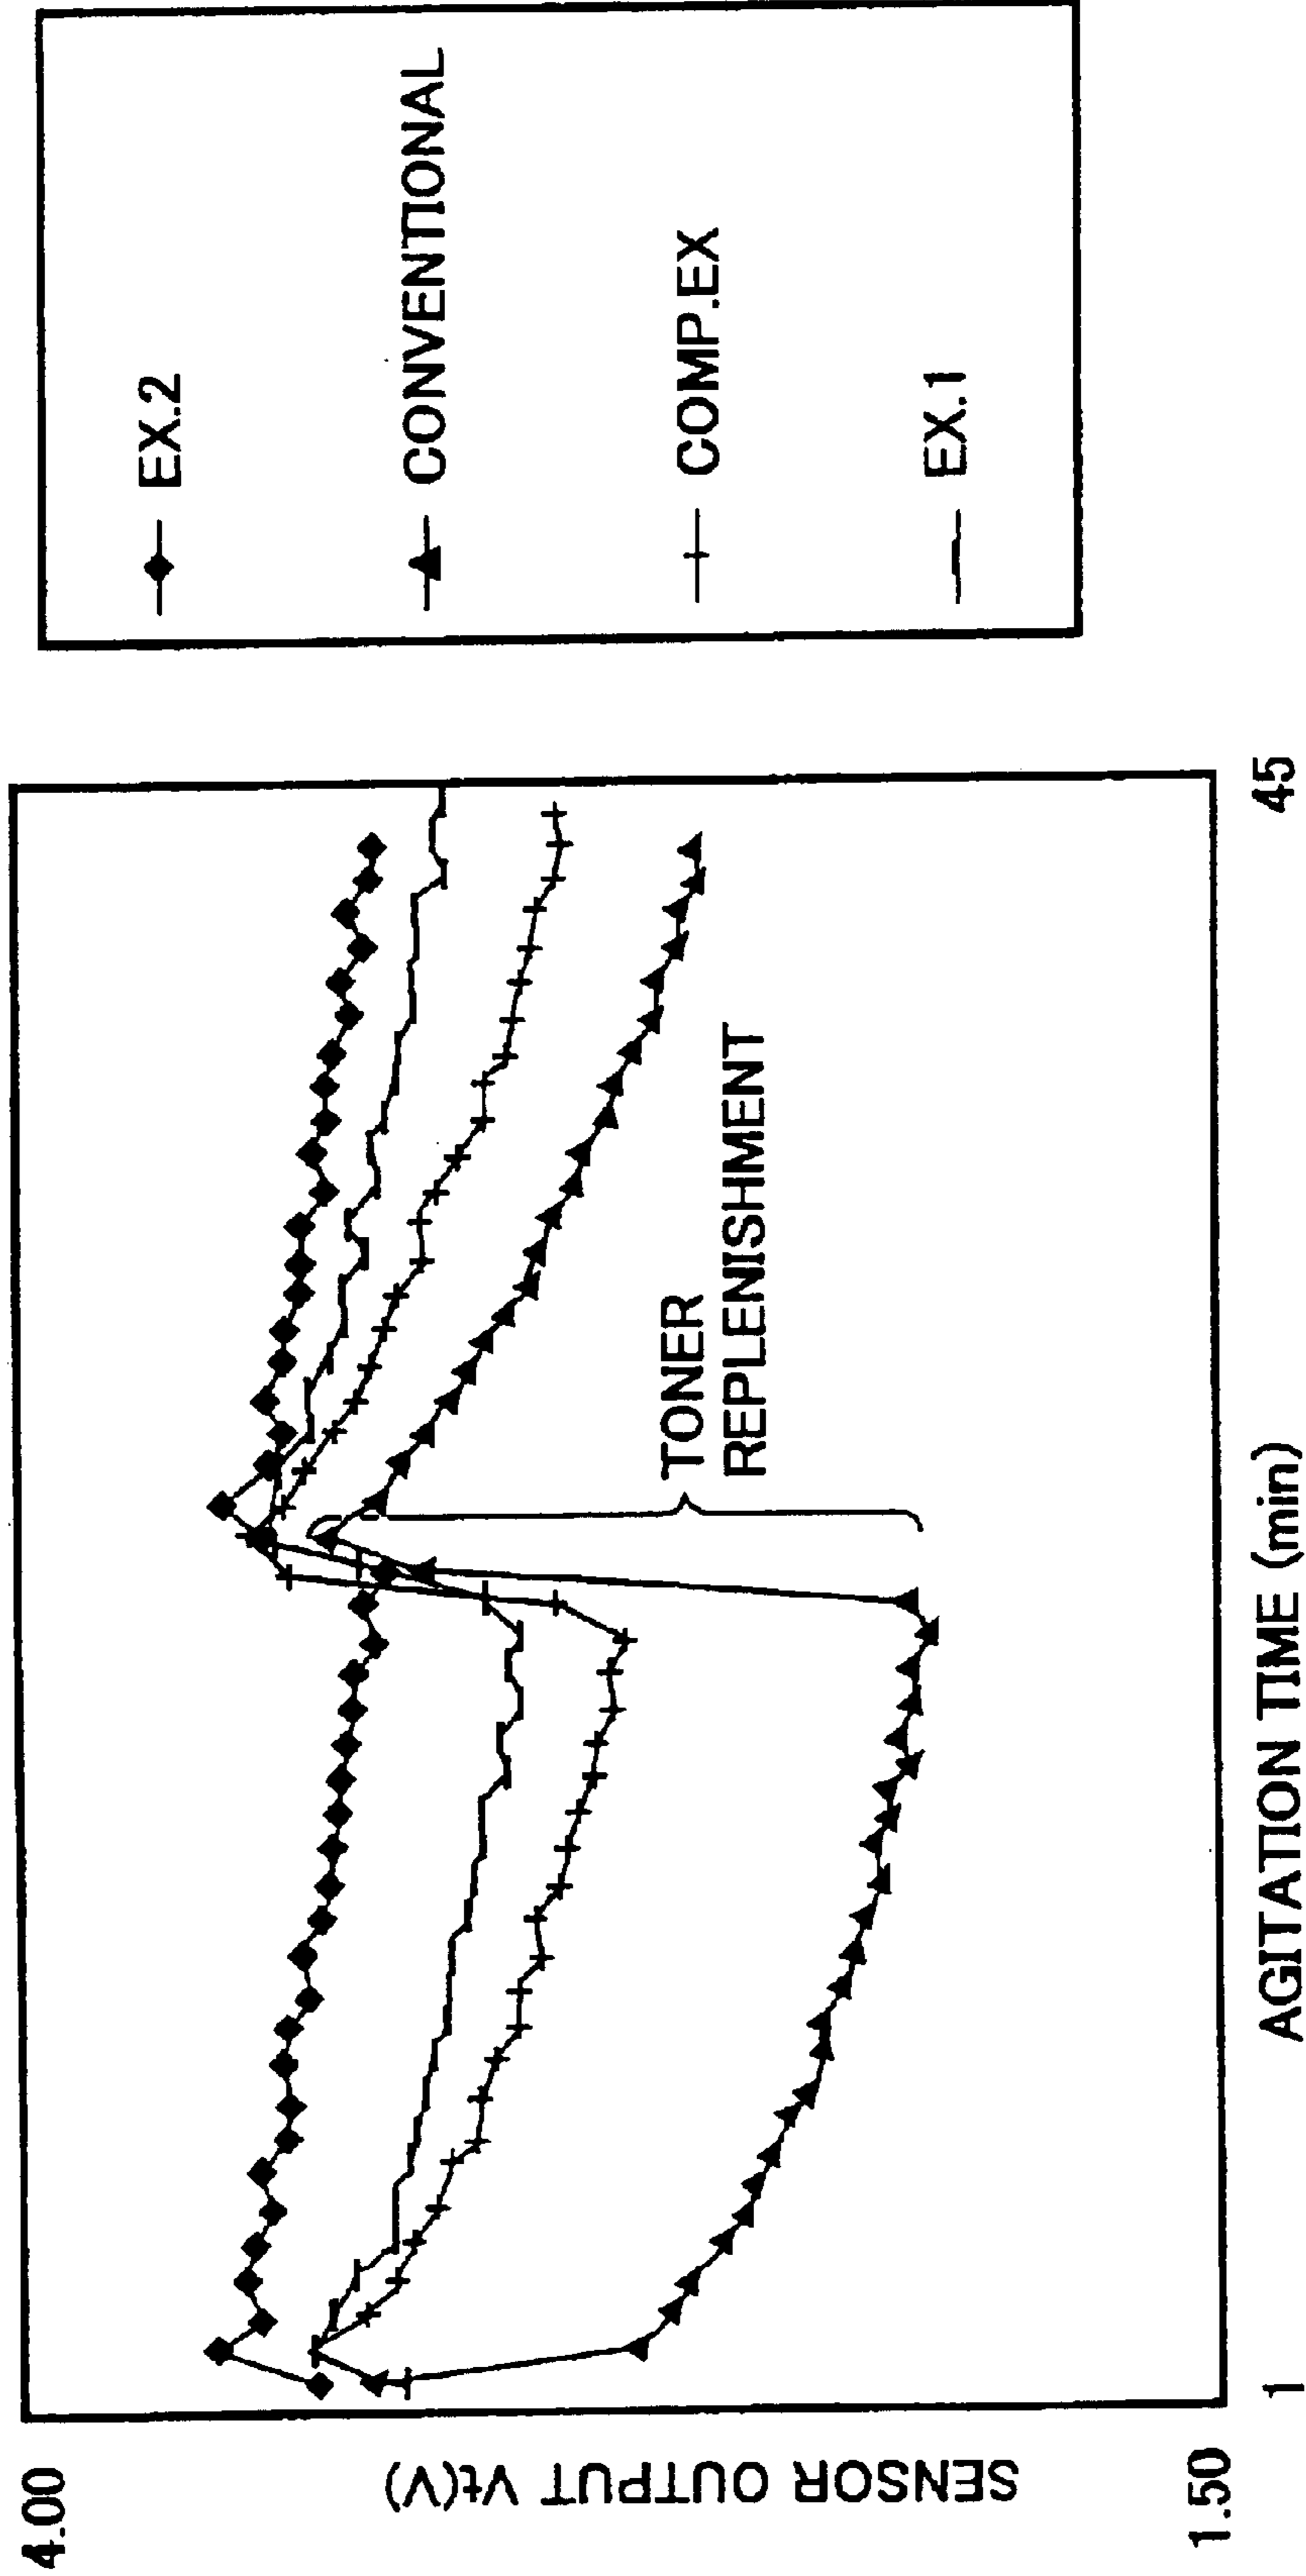 4.00
SENSOR OUTPUT Vt(V)
1.50
1
AGITATION TIME (min)
45
TONER
REPLENISHMENT
EX.2
CONVENTIONAL
COMP.EX
EX.1